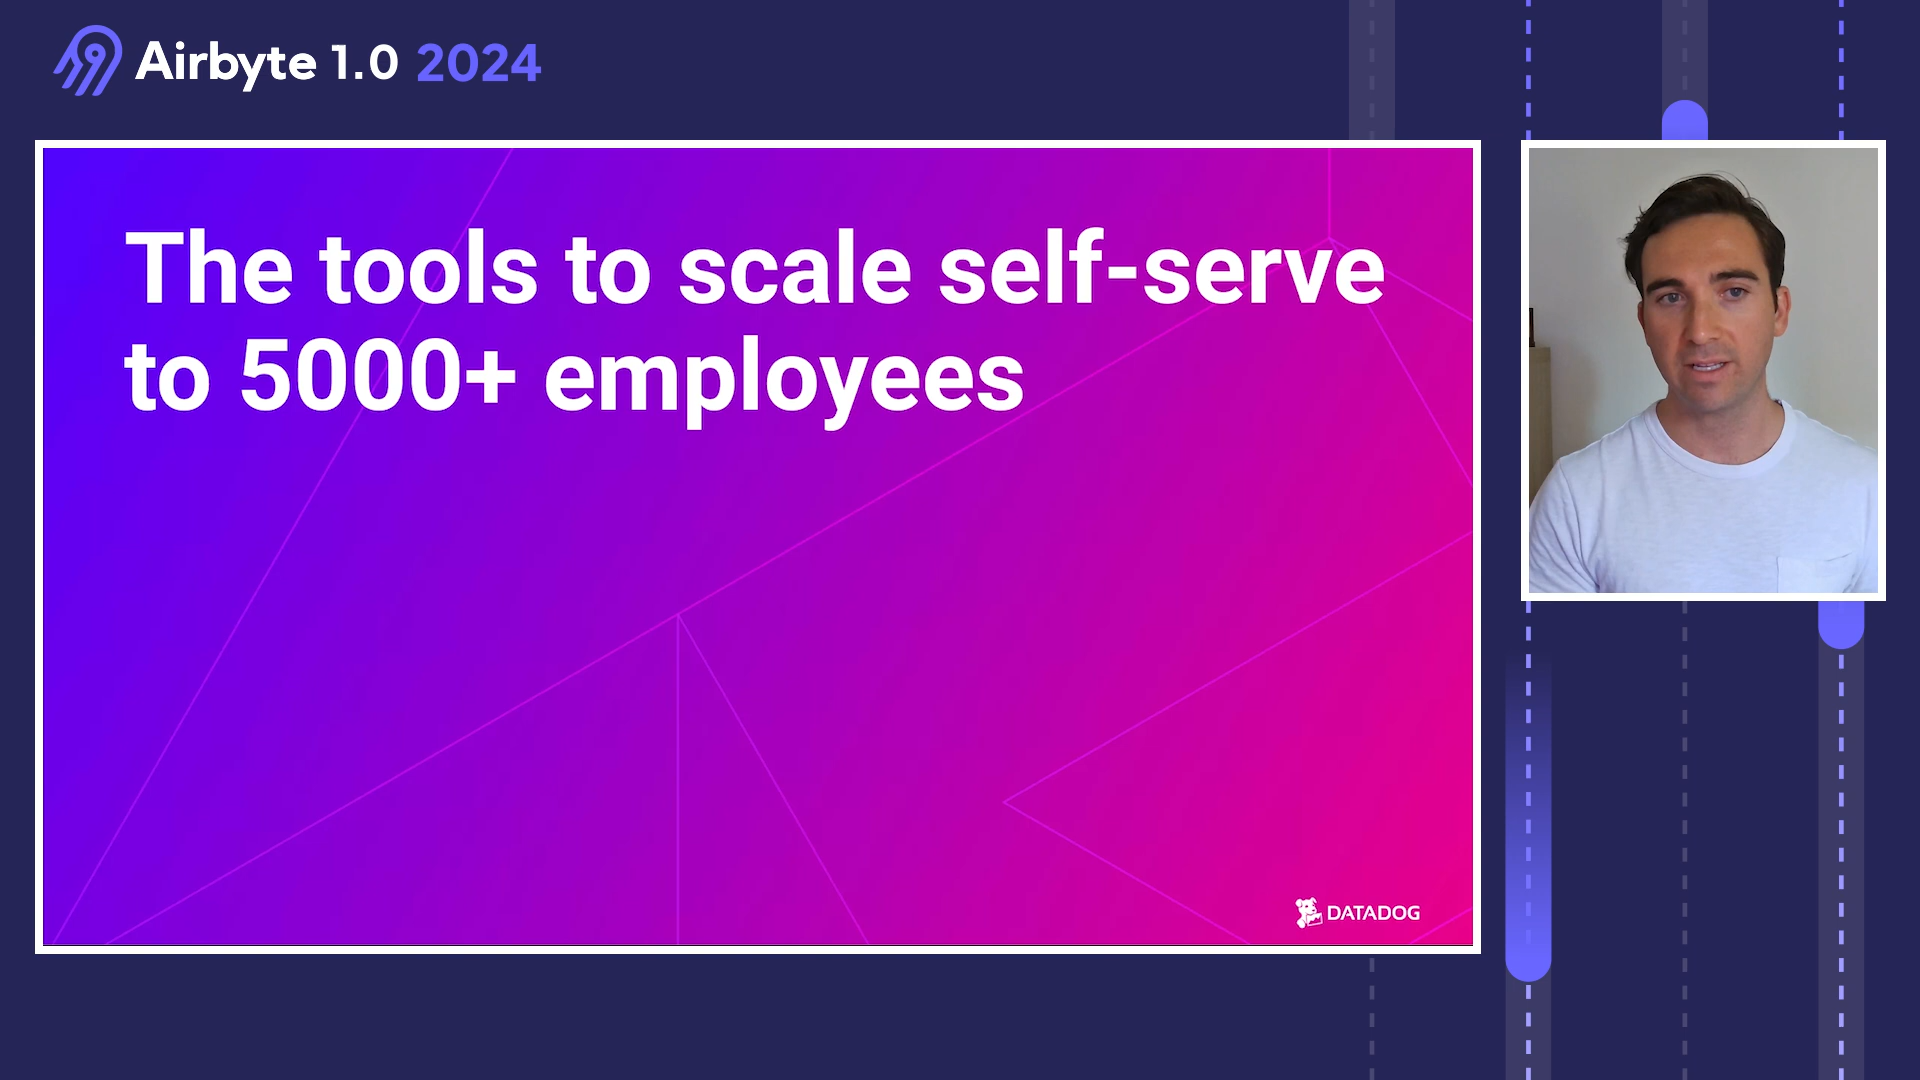 Airbyte 1.0 2024
The tools to scale self-serve
to 5000+ employees
DATADOG